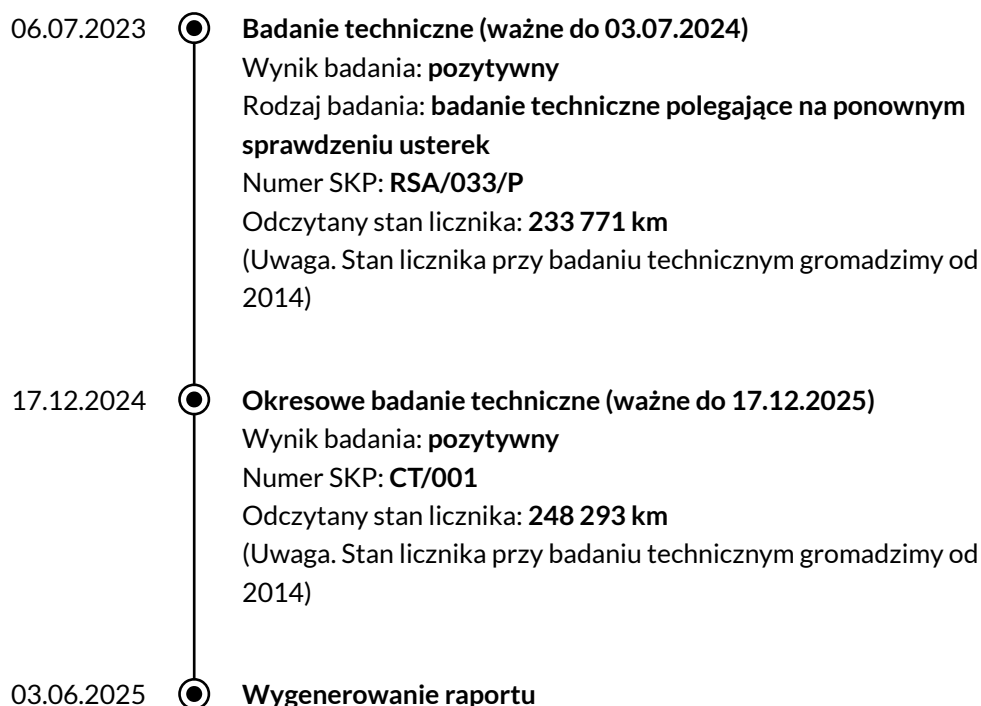 06.07.2023 Badanie techniczne (ważne do 03.07.2024)
Wynik badania: pozytywny
Rodzaj badania: badanie techniczne polegające na ponownym
sprawdzeniu usterek
Numer SKP: RSA/033/P
Odczytany stan licznika: 233 771 km
(Uwaga. Stan licznika przy badaniu technicznym gromadzimy od
2014)
17.12.2024 Okresowe badanie techniczne (ważne do 17.12.2025)
Wynik badania: pozytywny
Numer SKP: CT/001
Odczytany stan licznika: 248 293 km
(Uwaga. Stan licznika przy badaniu technicznym gromadzimy od
2014)
03.06.2025 Wygenerowanie raportu